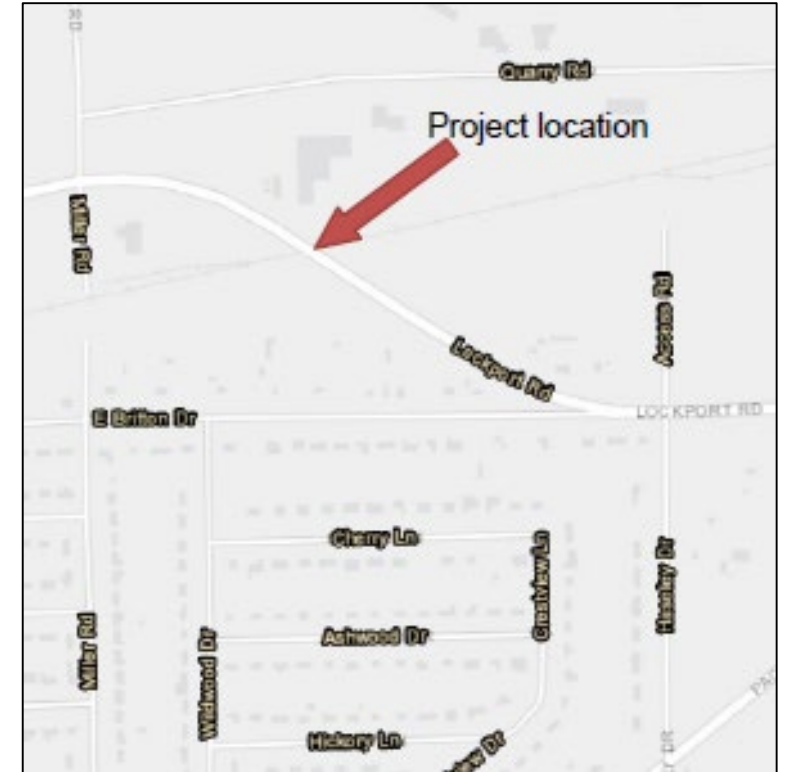 Quarry Rd
Project location
Miller Rd
Access Rd
Lockport Rd
LOCKPORT RD
E Britton Dr
Cherry Ln
Crestview Ln
Miller Rd
Ashwood Dr
Wildwood Dr
Hickory Ln
DR